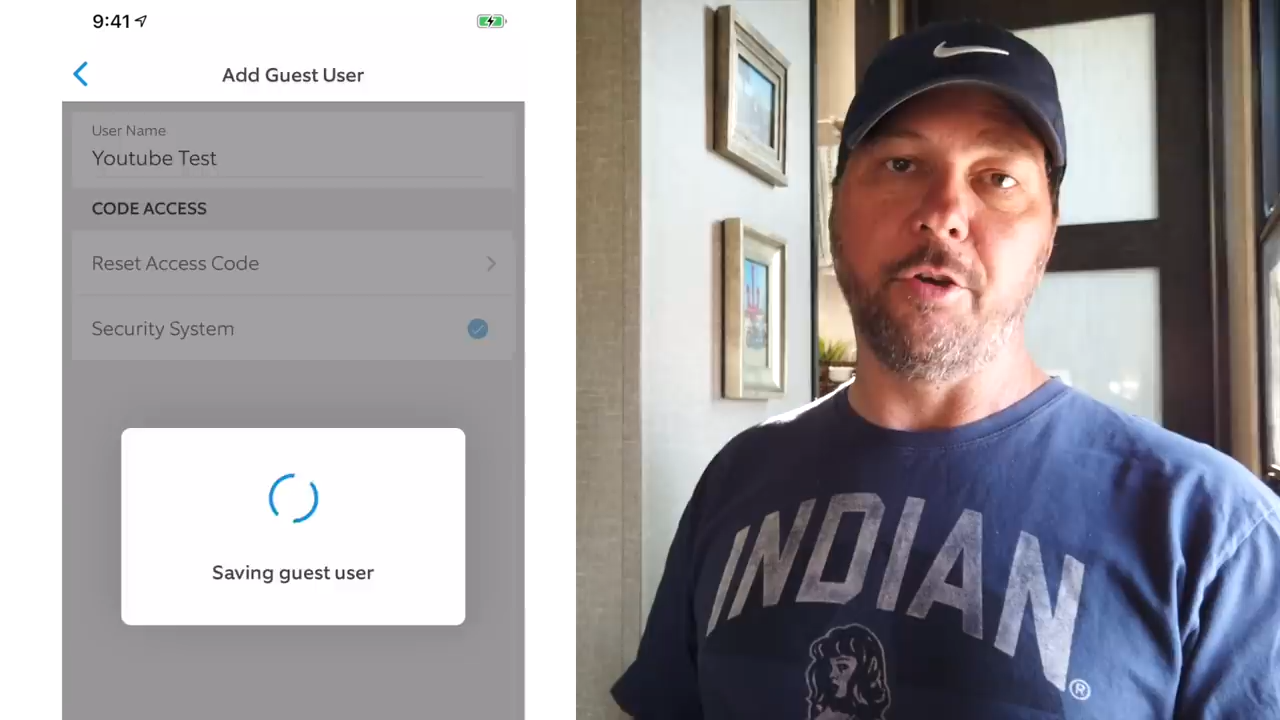 9:41
Add Guest User
User Name
Youtube Test
CODE ACCESS
Reset Access Code
Security System
Saving guest user
INDIAN
®